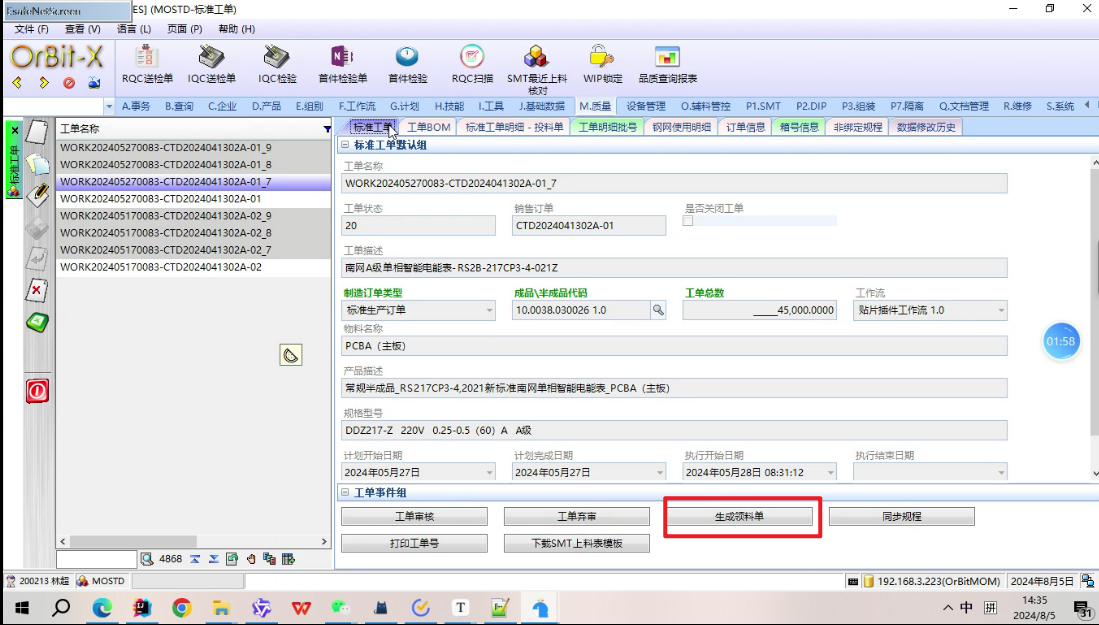 EsafeNetScreen ES] (MOSTD-标准工单)
文件 (F) 查看 (V) 语言 (L) 页面 (P) 帮助 (H)
OrBit-X
RQC送检单 IQC送检单 IQC检验 首件检验单 首件检验 RQC扫描 SMT最近上料核对 WIP锁定 品质查询报表
A.事务 B.查询 C.企业 D.产品 E.组别 F.工作流 G.计划 H.技能 I.工具 J.基础数据 M.质量 设备管理 O.辅料管控 P1.SMT P2.DIP P3.组装 P7.隔离 Q.文档管理 R.维修 S.系统
标准工单
工单名称
WORK202405270083-CTD2024041302A-01_9
WORK202405270083-CTD2024041302A-01_8
WORK202405270083-CTD2024041302A-01_7
WORK202405270083-CTD2024041302A-01
WORK202405170083-CTD2024041302A-02_9
WORK202405170083-CTD2024041302A-02_8
WORK202405170083-CTD2024041302A-02_7
WORK202405170083-CTD2024041302A-02
4868
标准工单 工单BOM 标准工单明细 - 投料单 工单明细批号 钢网使用明细 订单信息 箱号信息 非绑定规程 数据修改历史
标准工单默认组
工单名称
WORK202405270083-CTD2024041302A-01_7
工单状态 销售订单 是否关闭工单
20 CTD2024041302A-01
工单描述
南网A级单相智能电能表-RS2B-217CP3-4-021Z
制造订单类型 成品\半成品代码 工单总数 工作流
标准生产订单 10.0038.030026 1.0 _____45,000.0000 贴片插件工作流 1.0
物料名称
PCBA（主板）
产品描述
常规半成品_RS217CP3-4,2021新标准南网单相智能电能表_PCBA（主板）
规格型号
DDZ217-Z 220V 0.25-0.5（60）A A级
计划开始日期 计划完成日期 执行开始日期 执行结束日期
2024年05月27日 2024年05月27日 2024年05月28日 08:31:12
工单事件组
工单审核 工单弃审 生成领料单 同步规程
打印工单号 下载SMT上料表模板
01:58
200213 林超 MOSTD 192.168.3.223(OrBitMOM) 2024年8月5日
中 拼 14:35
2024/8/5
31